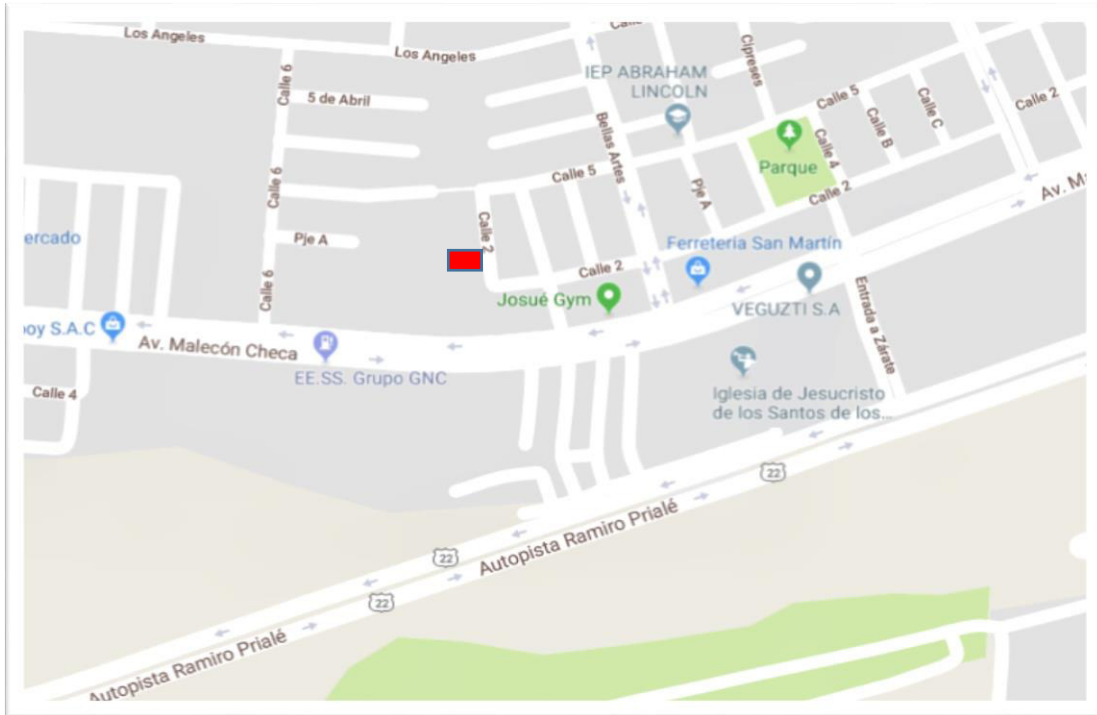 Los Angeles
Los Angeles
Calle 6
5 de Abril
Calle 6
Pje A
Calle 6
ercado
oy S.A.C
Av. Malecón Checa
EE.SS. Grupo GNC
Calle 4
Bellas Artes
IEP ABRAHAM
LINCOLN
Cipreses
Calle 5
Calle B
Calle C
Calle 2
Parque
Calle 4
Calle 2
Pje A
Calle 5
Calle 2
Calle 2
Josué Gym
Ferreteria San Martín
VEGUZTI S.A
Av. Ma
Entrada a Zárate
Iglesia de Jesucristo
de los Santos de los...
22
22
22
Autopista Ramiro Prialé
Autopista Ramiro Prialé